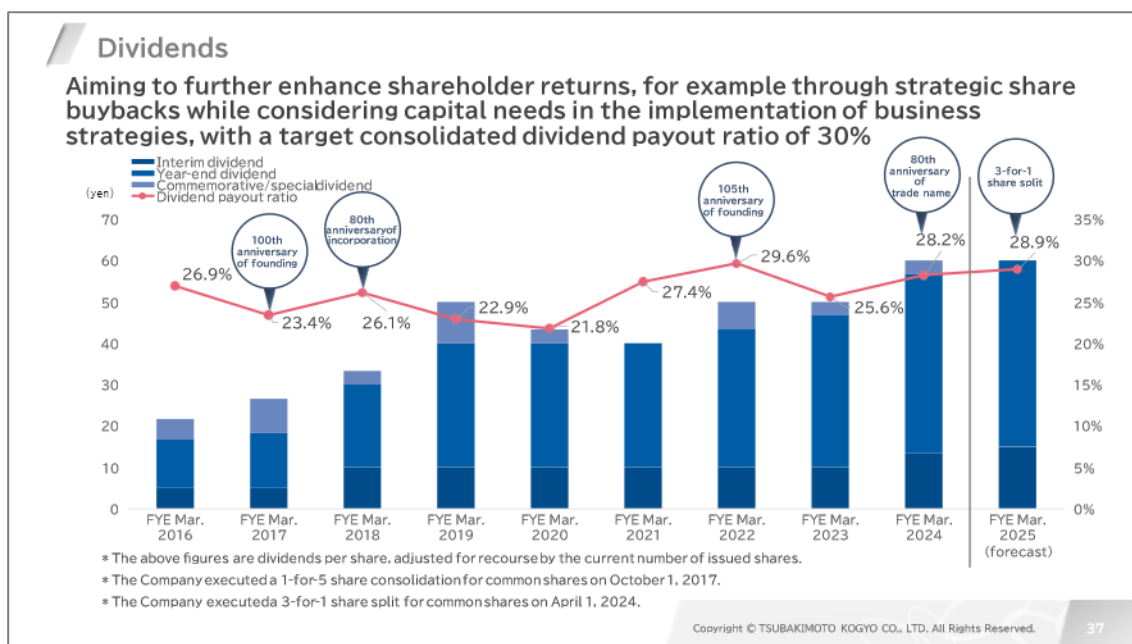 Dividends
Aiming to further enhance shareholder returns, for example through strategic share
buybacks while considering capital needs in the implementation of business
strategies, with a target consolidated dividend payout ratio of 30%
Interim dividend
Year-end dividend
Commemorative/specialdividend
Dividend payout ratio
(yen)
100th
anniversary
of founding
80th
anniversaryof
incorporation
105th
anniversary
of founding
80th
anniversary
of
trade name
3-for-1
share split
70
60
50
40
30
20
10
0
35%
30%
25%
20%
15%
10%
5%
0%
26.9%
23.4%
26.1%
22.9%
21.8%
27.4%
29.6%
25.6%
28.2%
28.9%
FYE Mar.
2016
FYE Mar.
2017
FYE Mar.
2018
FYE Mar.
2019
FYE Mar.
2020
FYE Mar.
2021
FYE Mar.
2022
FYE Mar.
2023
FYE Mar.
2024
FYE Mar.
2025
(forecast)
* The above figures are dividends per share, adjusted for recourse by the current number of issued shares.
* The Company executed a 1-for-5 share consolidation for common shares on October 1, 2017.
* The Company executeda 3-for-1 share split for common shares on April 1, 2024.
Copyright © TSUBAKIMOTO KOGYO CO., LTD. All Rights Reserved.
37